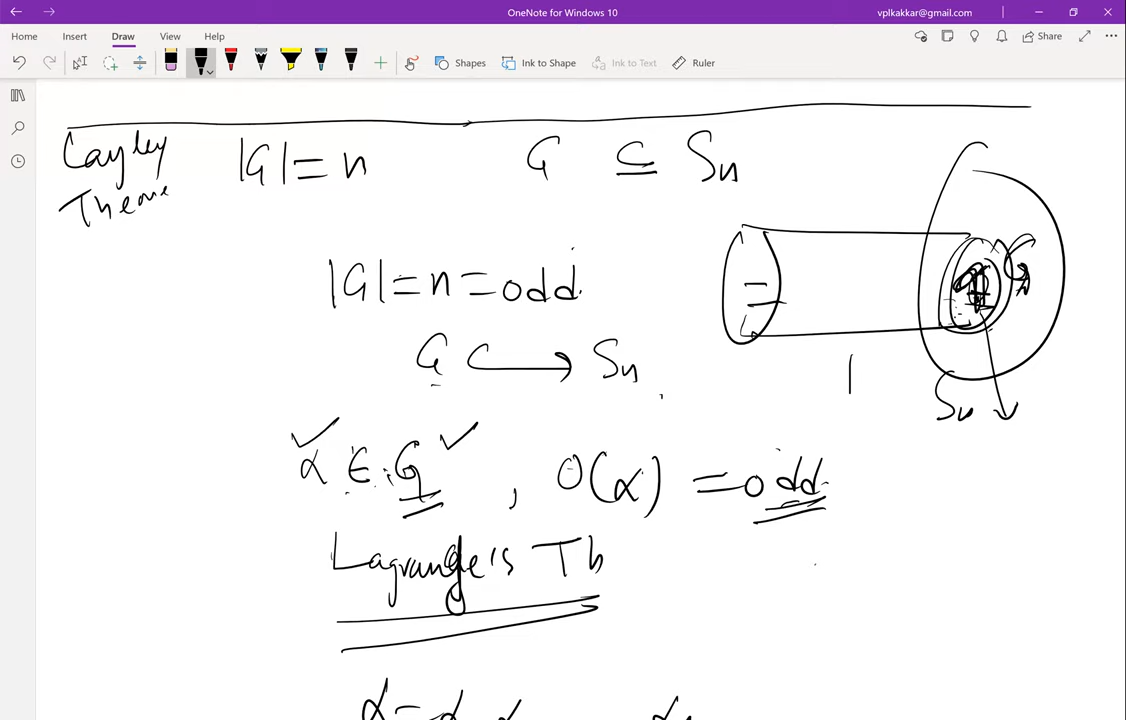 OneNote for Windows 10
vplkakkar@gmail.com
Home Insert Draw View Help
Share
Shapes Ink to Shape Ink to Text Ruler
Cayley |G| = n G ⊆ Sn
Theme
|G| = n = odd.
G ↪ Sn
Sn
α ∈ G , O(α) = odd
Lagrange's Th